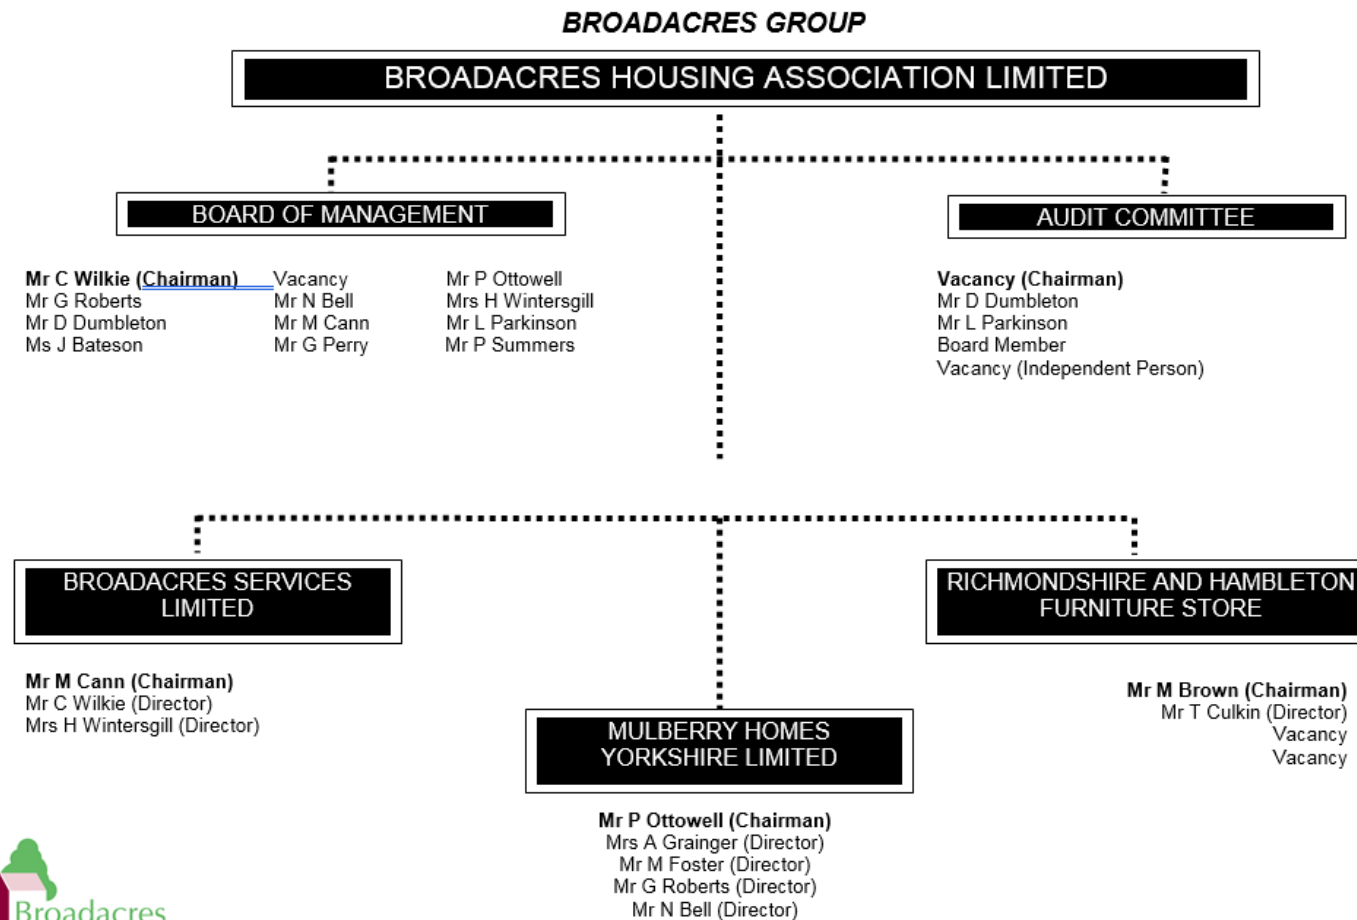 BROADACRES GROUP
BROADACRES HOUSING ASSOCIATION LIMITED
BOARD OF MANAGEMENT
Mr C Wilkie (Chairman) Vacancy Mr P Ottowell
Mr G Roberts Mr N Bell Mrs H Wintersgill
Mr D Dumbleton Mr M Cann Mr L Parkinson
Ms J Bateson Mr G Perry Mr P Summers
AUDIT COMMITTEE
Vacancy (Chairman)
Mr D Dumbleton
Mr L Parkinson
Board Member
Vacancy (Independent Person)
BROADACRES SERVICES
LIMITED
Mr M Cann (Chairman)
Mr C Wilkie (Director)
Mrs H Wintersgill (Director)
MULBERRY HOMES
YORKSHIRE LIMITED
Mr P Ottowell (Chairman)
Mrs A Grainger (Director)
Mr M Foster (Director)
Mr G Roberts (Director)
Mr N Bell (Director)
RICHMONDSHIRE AND HAMBLETON
FURNITURE STORE
Mr M Brown (Chairman)
Mr T Culkin (Director)
Vacancy
Vacancy
Broadacres